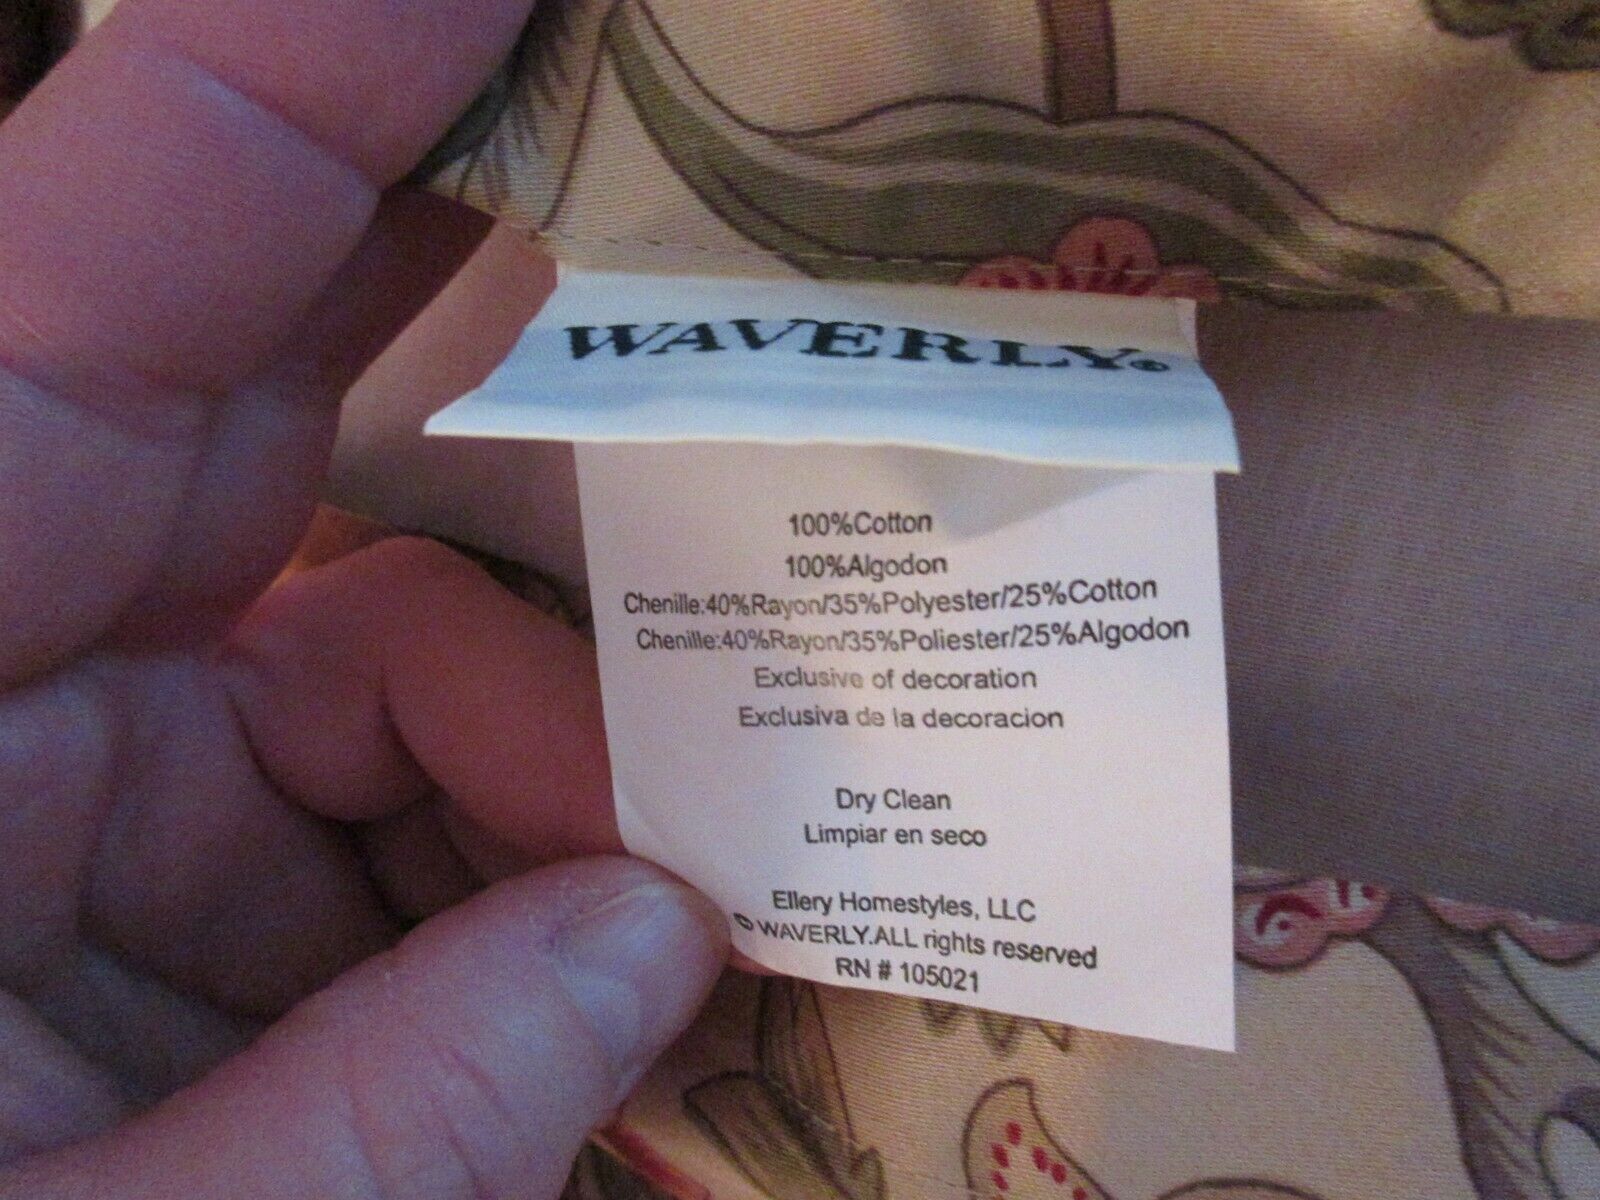 WAVERLY®
100%Cotton
100%Algodon
Chenille:40%Rayon/35%Polyester/25%Cotton
Chenille:40%Rayon/35%Poliester/25%Algodon
Exclusive of decoration
Exclusiva de la decoracion
Dry Clean
Limpiar en seco
Ellery Homestyles, LLC
© WAVERLY.ALL rights reserved
RN # 105021